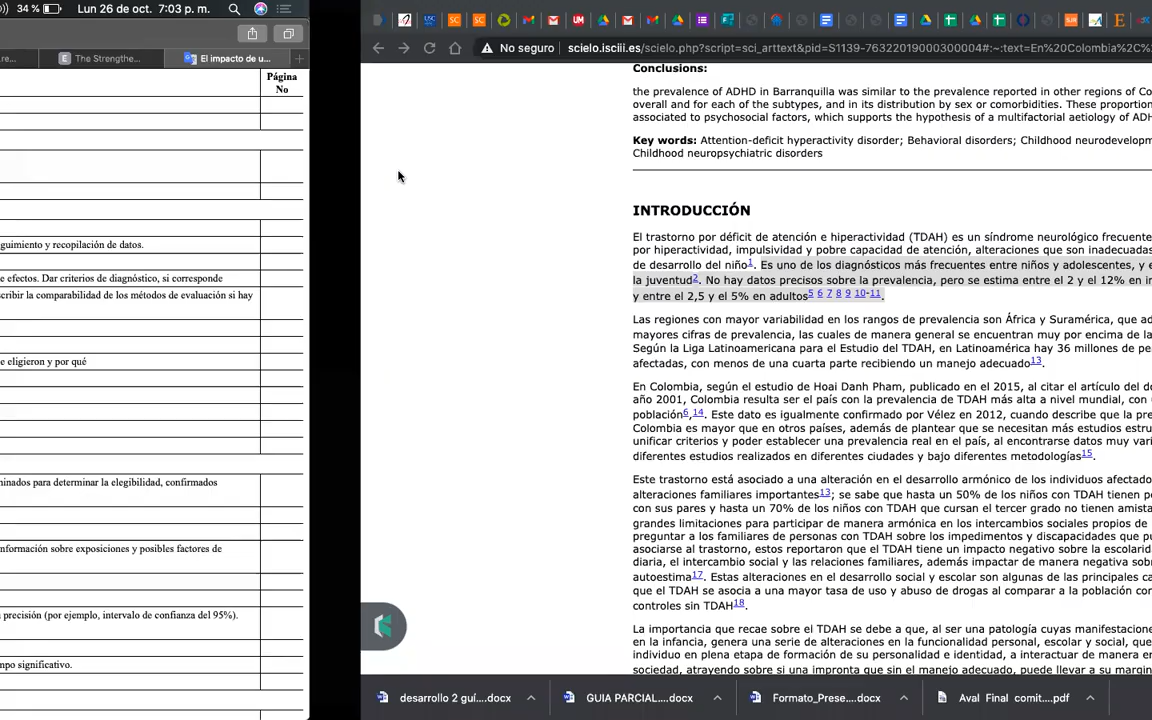 34 %
Lun 26 de oct. 7:03 p. m.
re...
The Strengthe...
El impacto de u...
Página
No
guimiento y recopilación de datos.
e efectos. Dar criterios de diagnóstico, si corresponde
scribir la comparabilidad de los métodos de evaluación si hay
e eligieron y por qué
minados para determinar la elegibilidad, confirmados
nformación sobre exposiciones y posibles factores de
precisión (por ejemplo, intervalo de confianza del 95%).
mpo significativo.
No seguro
scielo.isciii.es/scielo.php?script=sci_arttext&pid=S1139-76322019000300004#:~:text=En%20Colombia%2C%
Conclusions:
the prevalence of ADHD in Barranquilla was similar to the prevalence reported in other regions of Co
overall and for each of the subtypes, and in its distribution by sex or comorbidities. These proportion
associated to psychosocial factors, which supports the hypothesis of a multifactorial aetiology of ADH
Key words: Attention-deficit hyperactivity disorder; Behavioral disorders; Childhood neurodevelopm
Childhood neuropsychiatric disorders
INTRODUCCIÓN
El trastorno por déficit de atención e hiperactividad (TDAH) es un síndrome neurológico frecuente
por hiperactividad, impulsividad y pobre capacidad de atención, alteraciones que son inadecuadas
de desarrollo del niño1. Es uno de los diagnósticos más frecuentes entre niños y adolescentes, y e
la juventud2. No hay datos precisos sobre la prevalencia, pero se estima entre el 2 y el 12% en in
y entre el 2,5 y el 5% en adultos5 6 7 8 9 10-11.
Las regiones con mayor variabilidad en los rangos de prevalencia son África y Suramérica, que ad
mayores cifras de prevalencia, las cuales de manera general se encuentran muy por encima de la
Según la Liga Latinoamericana para el Estudio del TDAH, en Latinoamérica hay 36 millones de pe
afectadas, con menos de una cuarta parte recibiendo un manejo adecuado13.
En Colombia, según el estudio de Hoai Danh Pham, publicado en el 2015, al citar el artículo del do
año 2001, Colombia resulta ser el país con la prevalencia de TDAH más alta a nivel mundial, con
población6,14. Este dato es igualmente confirmado por Vélez en 2012, cuando describe que la pre
Colombia es mayor que en otros países, además de plantear que se necesitan más estudios estru
unificar criterios y poder establecer una prevalencia real en el país, al encontrarse datos muy vari
diferentes estudios realizados en diferentes ciudades y bajo diferentes metodologías15.
Este trastorno está asociado a una alteración en el desarrollo armónico de los individuos afectado
alteraciones familiares importantes13; se sabe que hasta un 50% de los niños con TDAH tienen p
con sus pares y hasta un 70% de los niños con TDAH que cursan el tercer grado no tienen amista
grandes limitaciones para participar de manera armónica en los intercambios sociales propios de
preguntar a los familiares de personas con TDAH sobre los impedimentos y discapacidades que pu
asociarse al trastorno, estos reportaron que el TDAH tiene un impacto negativo sobre la escolarid
diaria, el intercambio social y las relaciones familiares, además impactar de manera negativa sob
autoestima17. Estas alteraciones en el desarrollo social y escolar son algunas de las principales ca
que el TDAH se asocia a una mayor tasa de uso y abuso de drogas al comparar a la población con
controles sin TDAH18.
La importancia que recae sobre el TDAH se debe a que, al ser una patología cuyas manifestacione
en la infancia, genera una serie de alteraciones en la funcionalidad personal, escolar y social, que
individuo en plena etapa de formación de su personalidad e identidad, a interactuar de manera en
sociedad, atrayendo sobre si una impronta que sin el manejo adecuado, puede llevar a su margin
desarrollo 2 guí....docx
GUIA PARCIAL....docx
Formato_Prese....docx
Aval Final comit....pdf